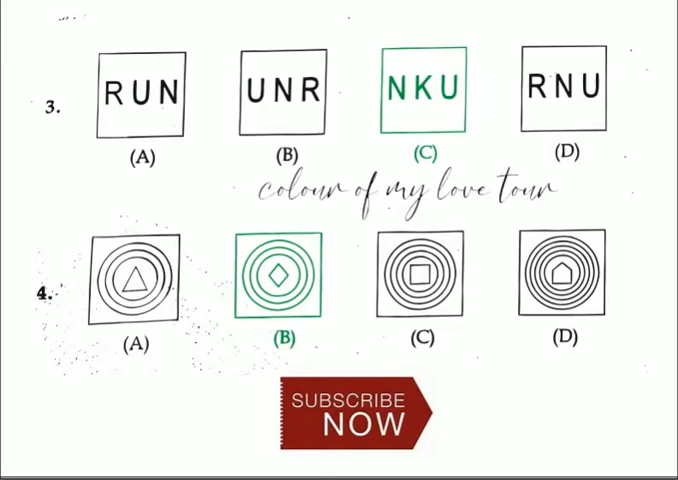 3.
RUN UNR NKU RNU
(A) (B) (C) (D)
colour of my love tour
4.
(A) (B) (C) (D)
SUBSCRIBE
NOW